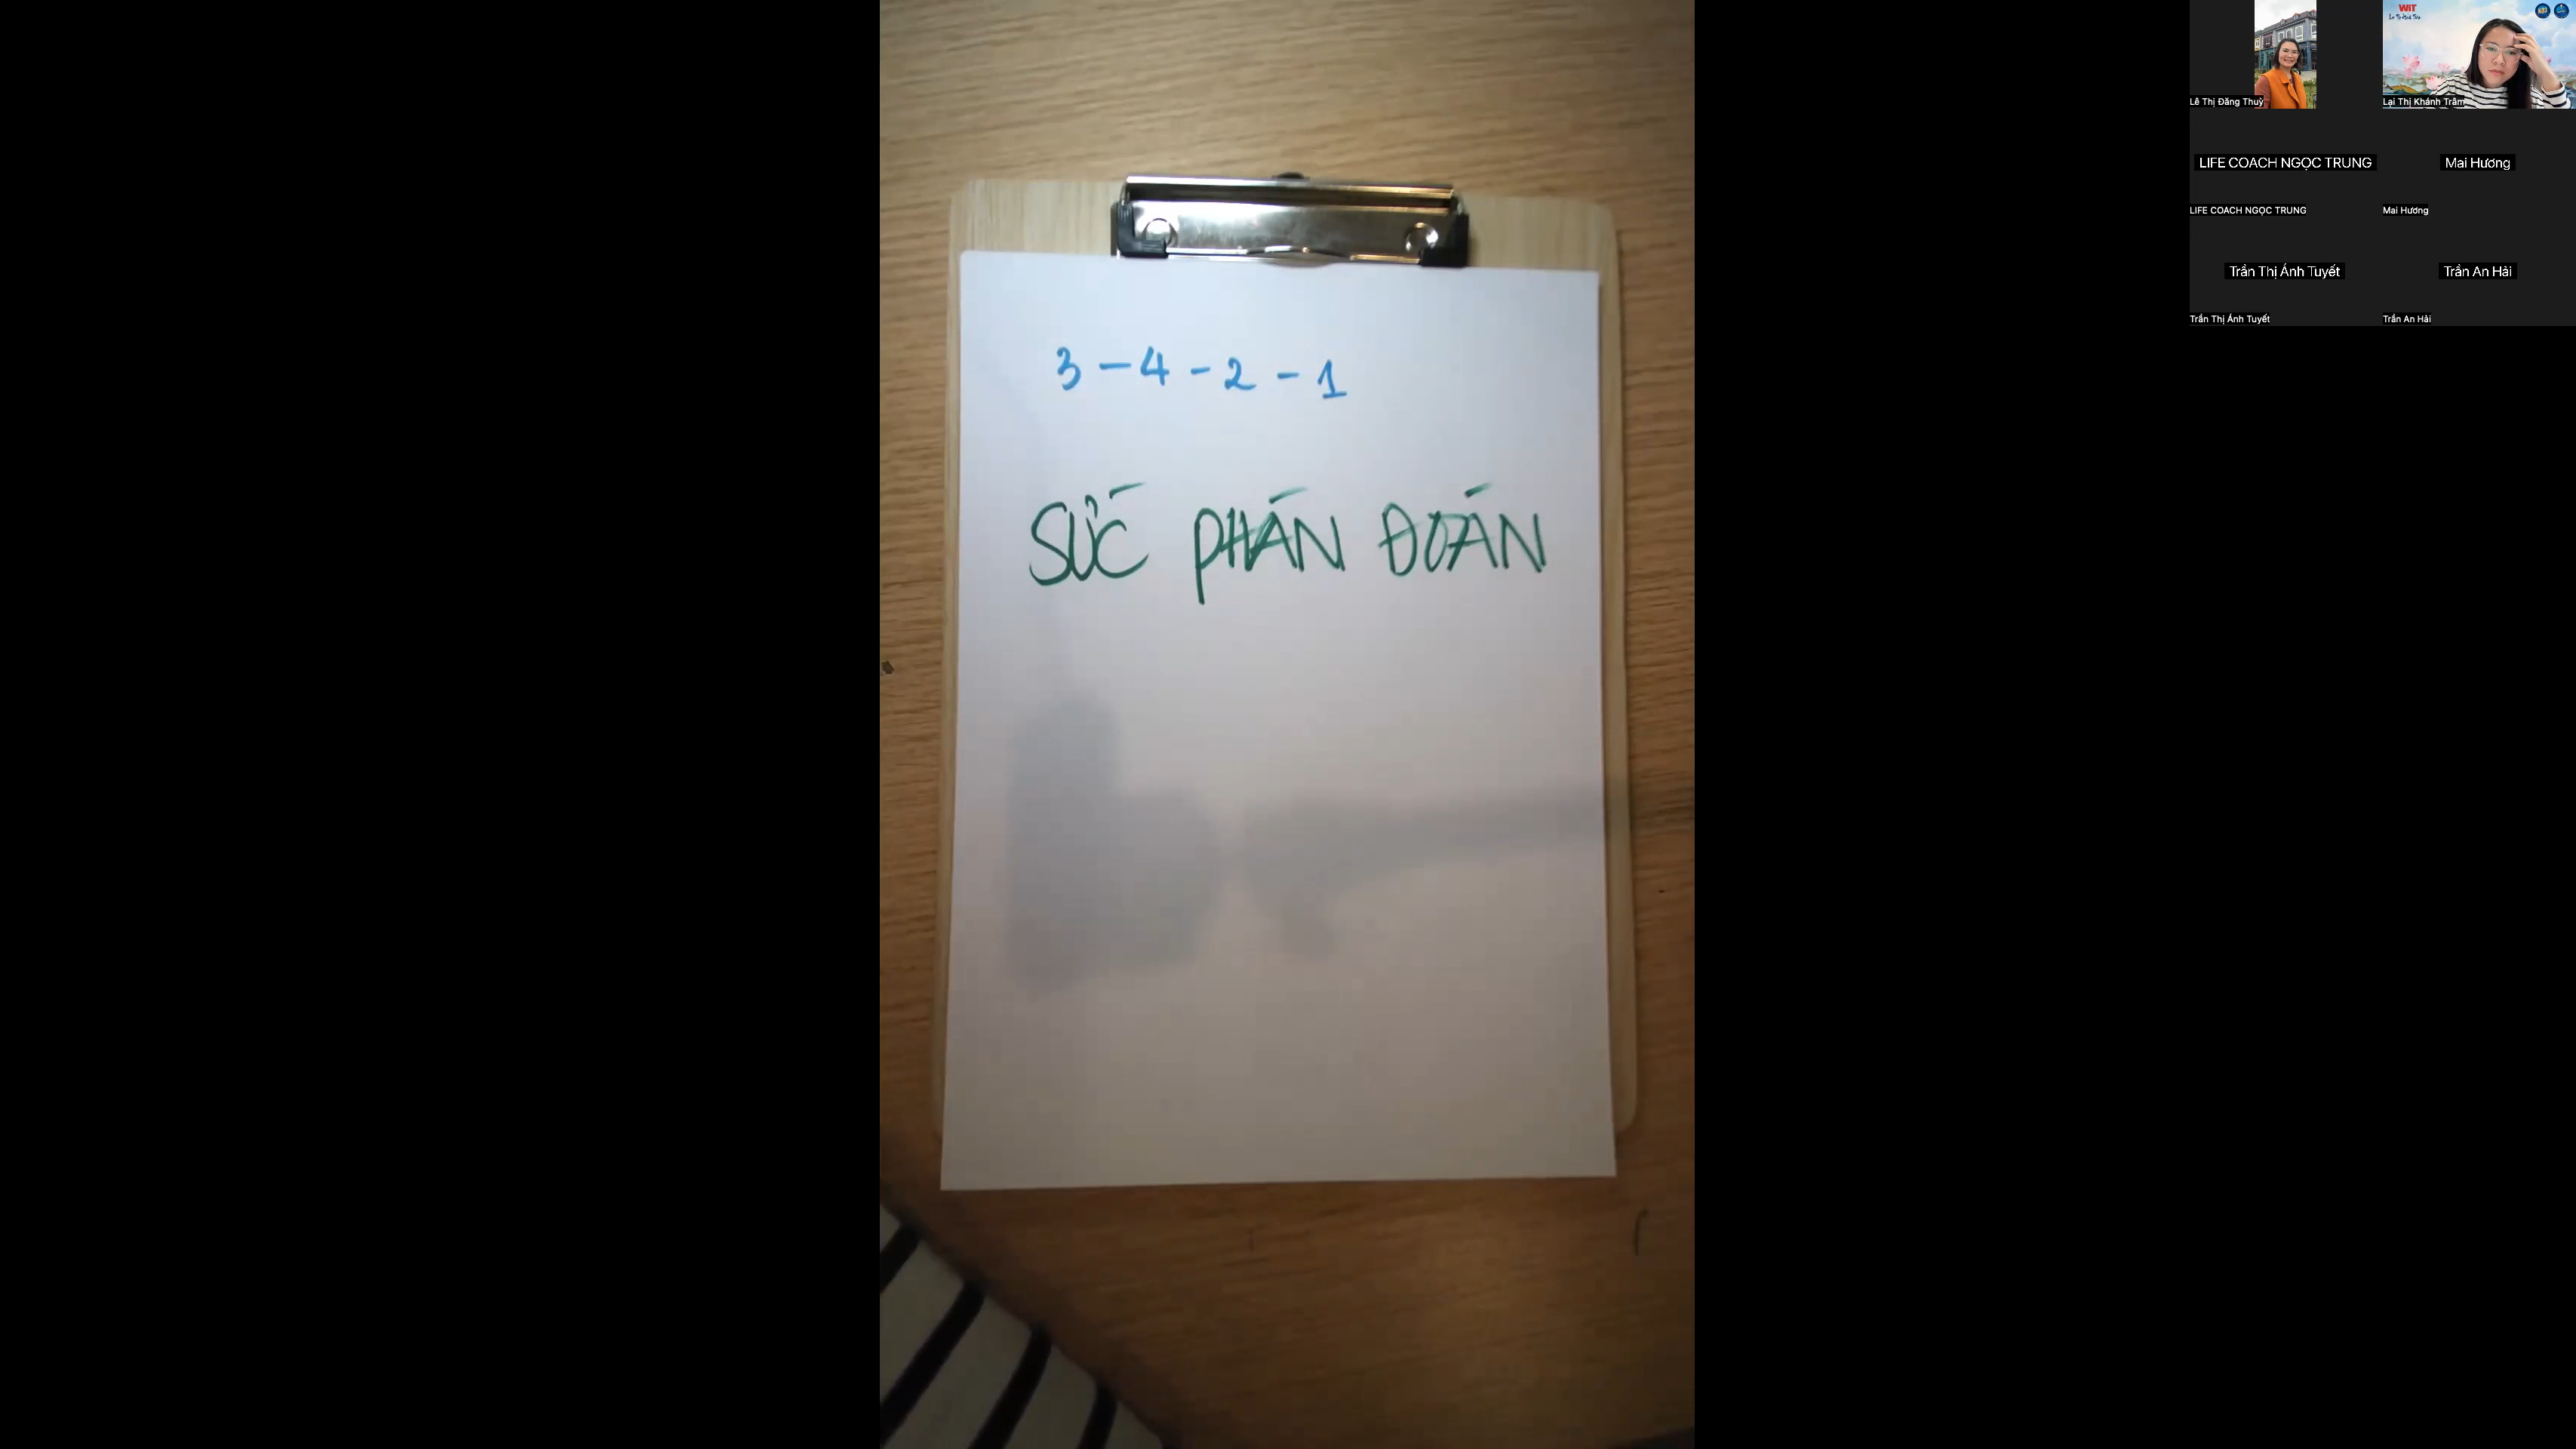 3 - 4 - 2 - 1
SỨC PHÁN ĐOÁN
WiT
Lê Thị Đăng Thuỳ
Lại Thị Khánh Trâm
LIFE COACH NGỌC TRUNG
Mai Hương
LIFE COACH NGỌC TRUNG
Mai Hương
Trần Thị Ánh Tuyết
Trần An Hải
Trần Thị Ánh Tuyết
Trần An Hải